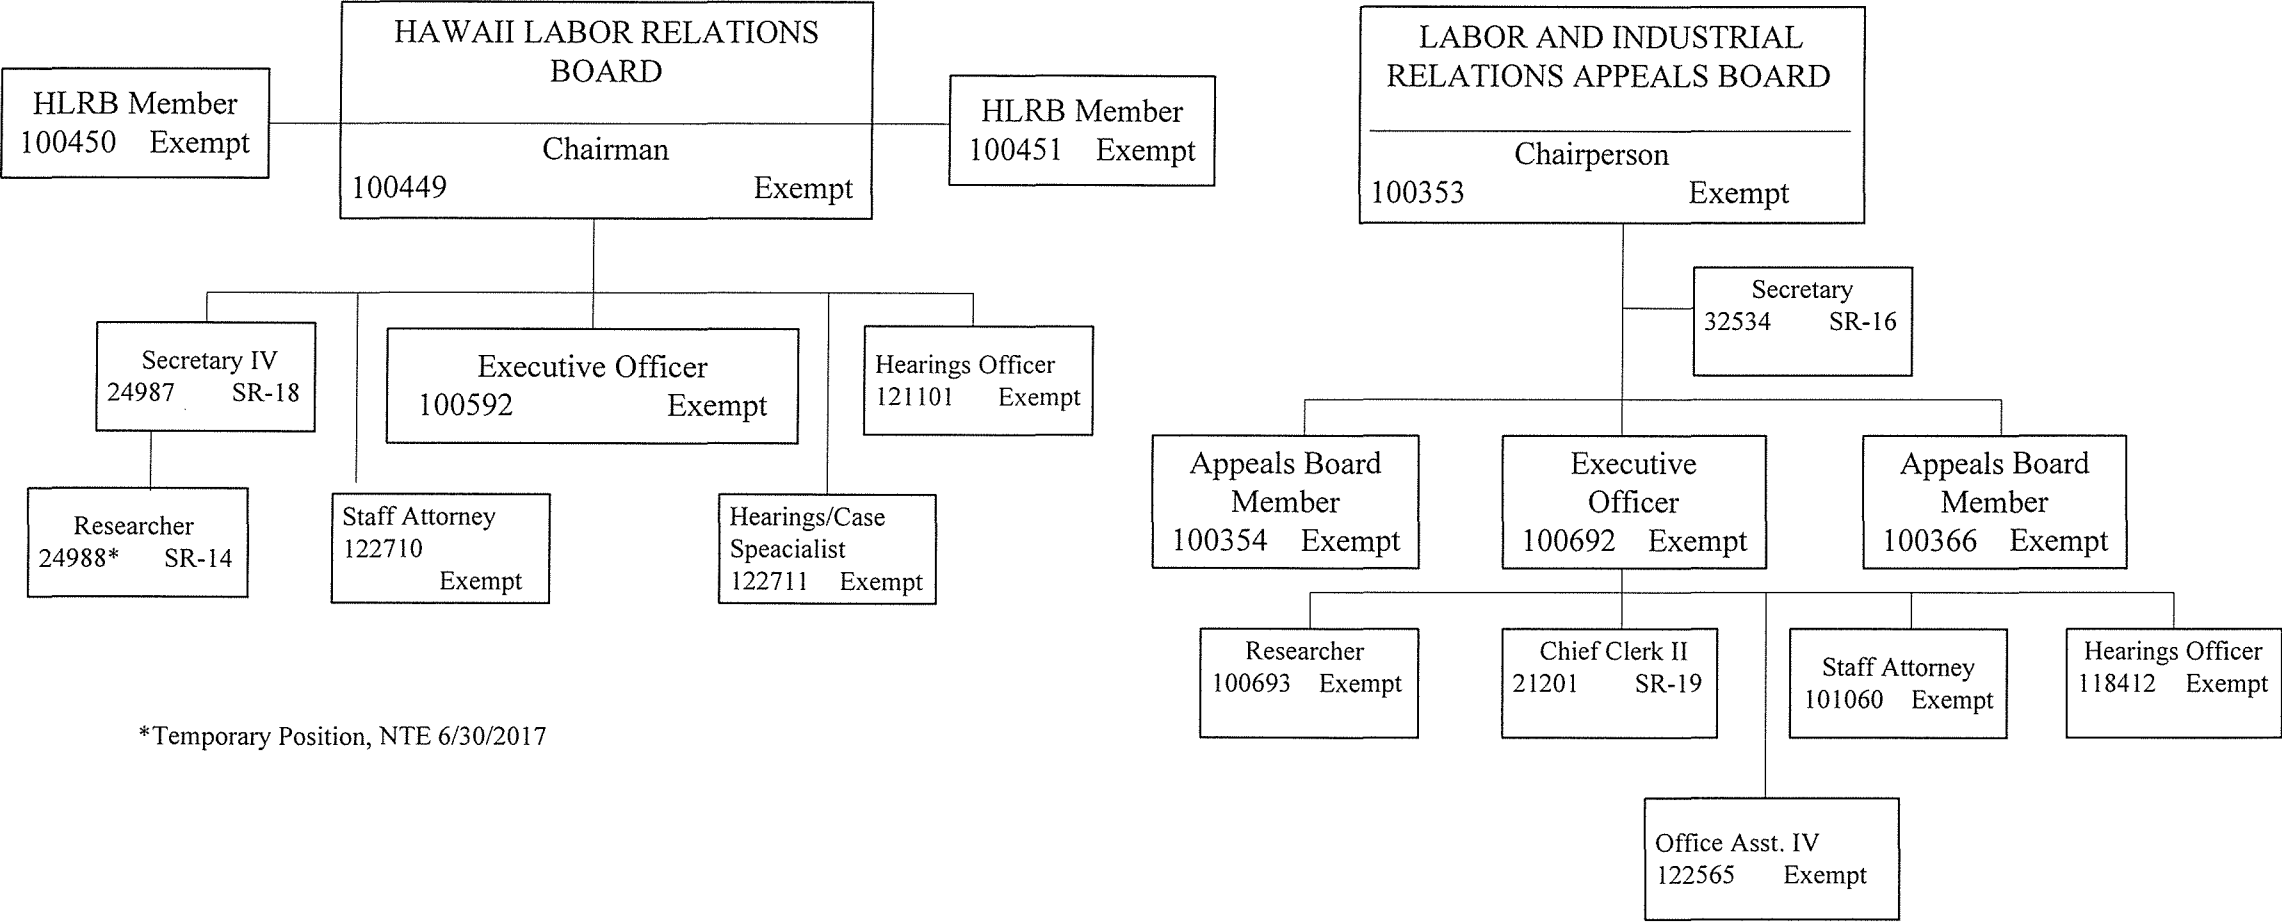 HAWAII LABOR RELATIONS
BOARD
Chairman
100449 Exempt
HLRB Member
100450 Exempt
HLRB Member
100451 Exempt
Secretary IV
24987 SR-18
Executive Officer
100592 Exempt
Hearings Officer
121101 Exempt
Researcher
24988* SR-14
Staff Attorney
122710
Exempt
Hearings/Case
Speacialist
122711 Exempt
*Temporary Position, NTE 6/30/2017
LABOR AND INDUSTRIAL
RELATIONS APPEALS BOARD
Chairperson
100353 Exempt
Secretary
32534 SR-16
Appeals Board
Member
100354 Exempt
Executive
Officer
100692 Exempt
Appeals Board
Member
100366 Exempt
Researcher
100693 Exempt
Chief Clerk II
21201 SR-19
Staff Attorney
101060 Exempt
Hearings Officer
118412 Exempt
Office Asst. IV
122565 Exempt